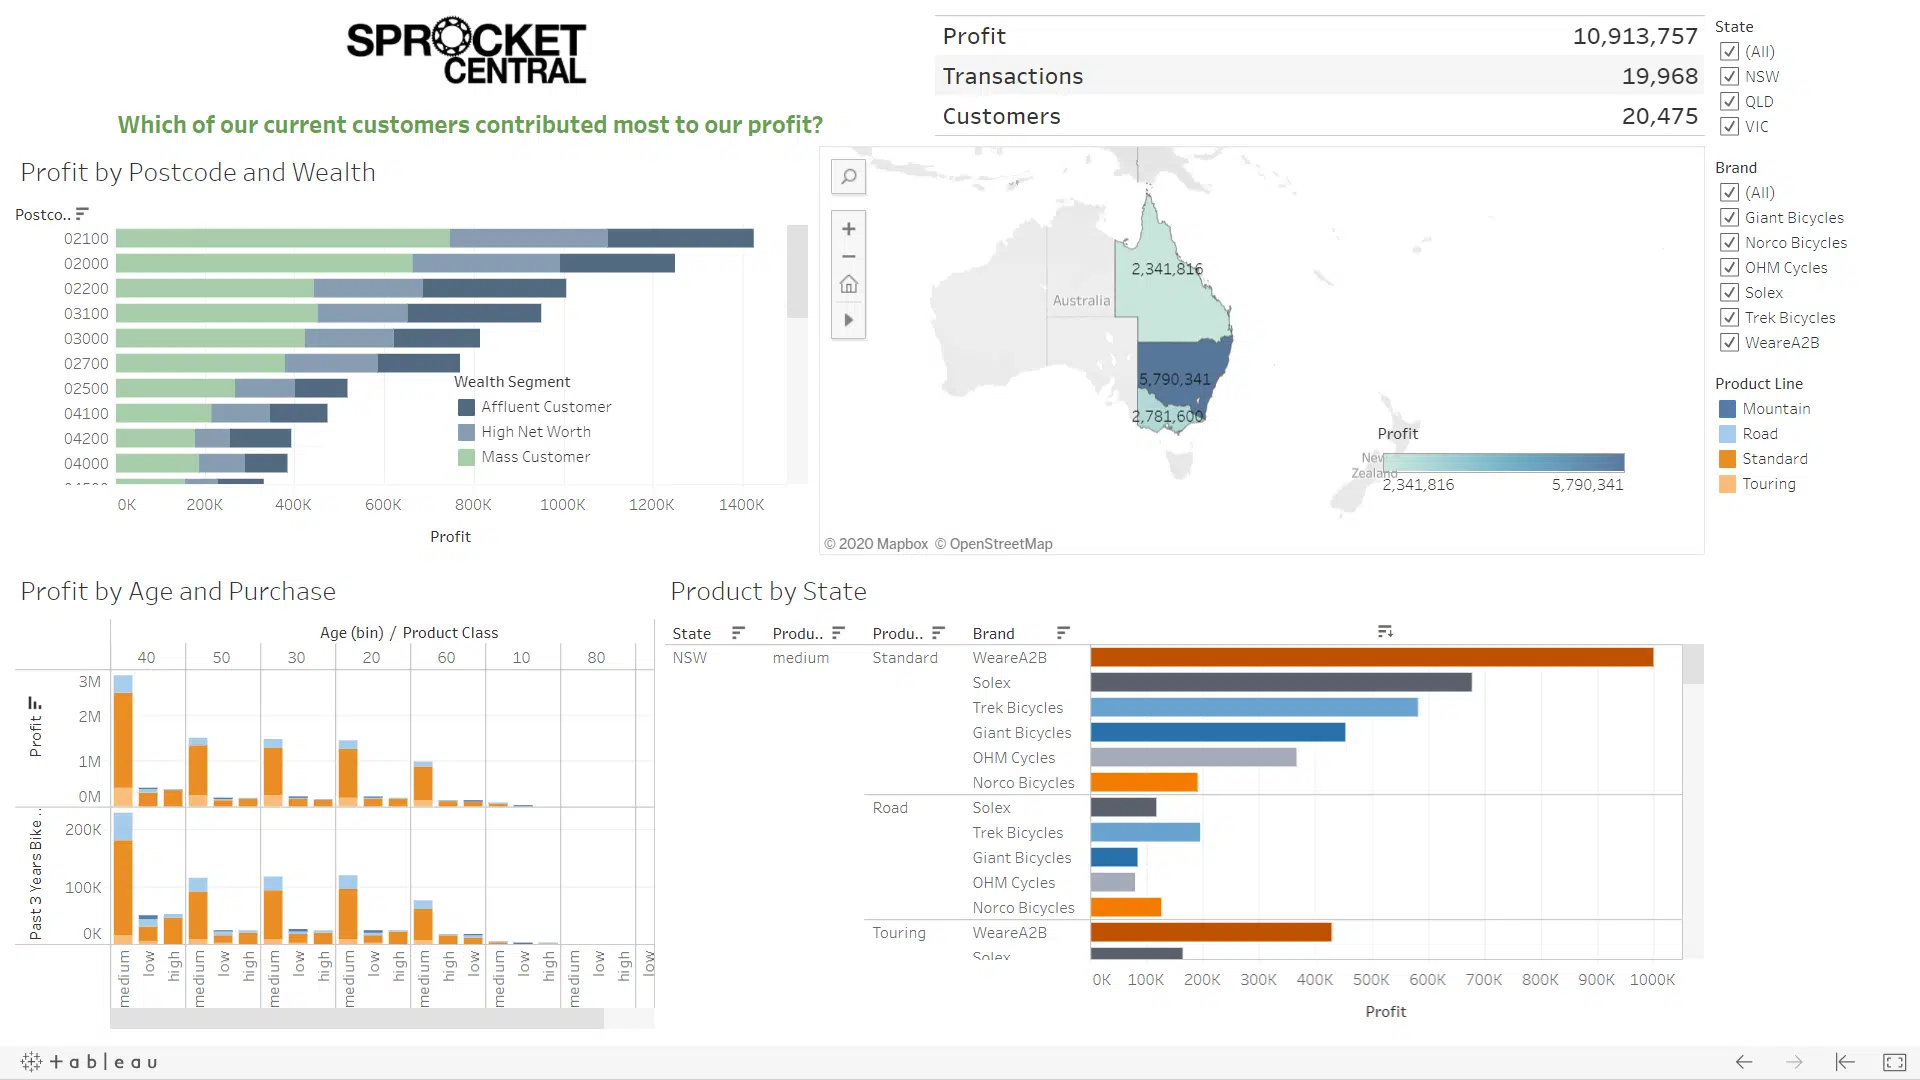 SPROCKET
CENTRAL
Which of our current customers contributed most to our profit?
Profit 10,913,757
Transactions 19,968
Customers 20,475
State
(All)
NSW
QLD
VIC
Brand
(All)
Giant Bicycles
Norco Bicycles
OHM Cycles
Solex
Trek Bicycles
WeareA2B
Product Line
Mountain
Road
Standard
Touring
Profit by Postcode and Wealth
Postco..
02100
02000
02200
03100
03000
02700
02500
04100
04200
04000
Wealth Segment
Affluent Customer
High Net Worth
Mass Customer
0K 200K 400K 600K 800K 1000K 1200K 1400K
Profit
2,341,816
Australia
5,790,341
2,781,600
New
Zealand
Profit
2,341,816 5,790,341
© 2020 Mapbox © OpenStreetMap
Profit by Age and Purchase
Age (bin) / Product Class
40 50 30 20 60 10 80
Profit
3M
2M
1M
0M
Past 3 Years Bike ..
200K
100K
0K
medium low high medium low high medium low high medium low high medium high low medium low high medium low high low
Product by State
State Produ.. Produ.. Brand
NSW medium Standard WeareA2B
Solex
Trek Bicycles
Giant Bicycles
OHM Cycles
Norco Bicycles
Road Solex
Trek Bicycles
Giant Bicycles
OHM Cycles
Norco Bicycles
Touring WeareA2B
Solex
0K 100K 200K 300K 400K 500K 600K 700K 800K 900K 1000K
Profit
+ableau